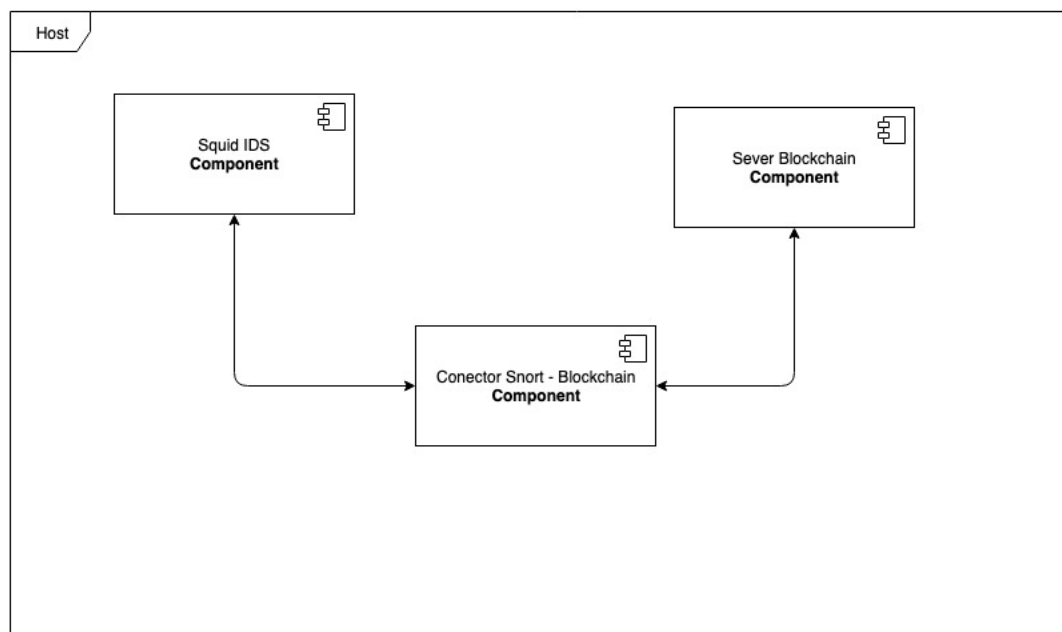 Host
Squid IDS
Component
Sever Blockchain
Component
Conector Snort - Blockchain
Component